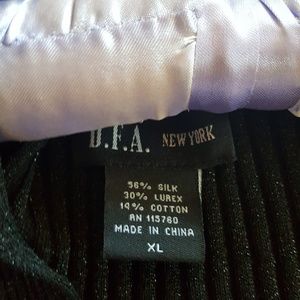 D.F.A. NEW YORK
56% SILK
30% LUREX
14% COTTON
RN 115760
MADE IN CHINA
XL